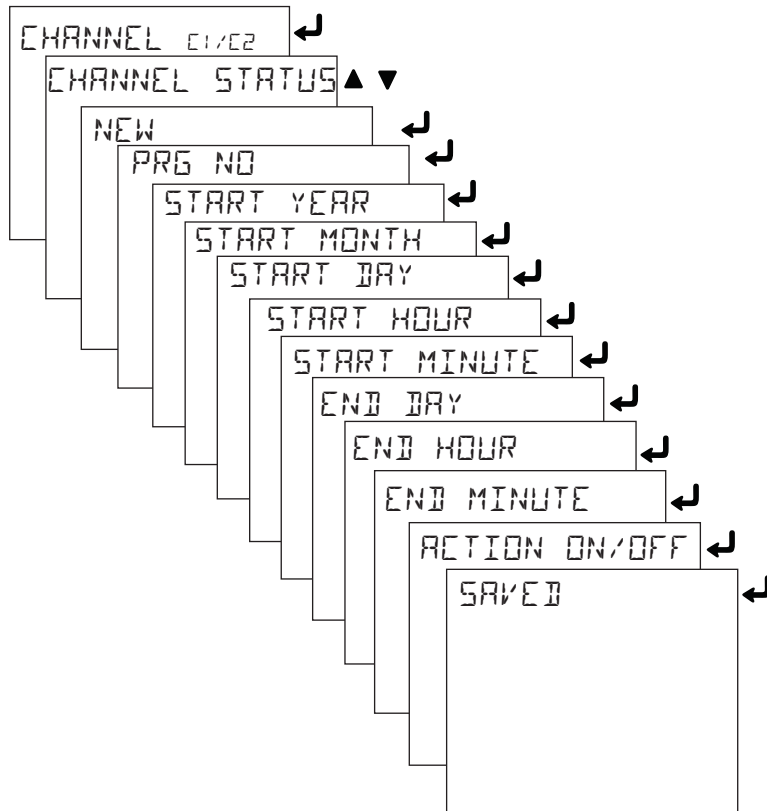 CHANNEL C1/C2
CHANNEL STATUS
NEW
PRG NO
START YEAR
START MONTH
START DAY
START HOUR
START MINUTE
END DAY
END HOUR
END MINUTE
ACTION ON/OFF
SAVED